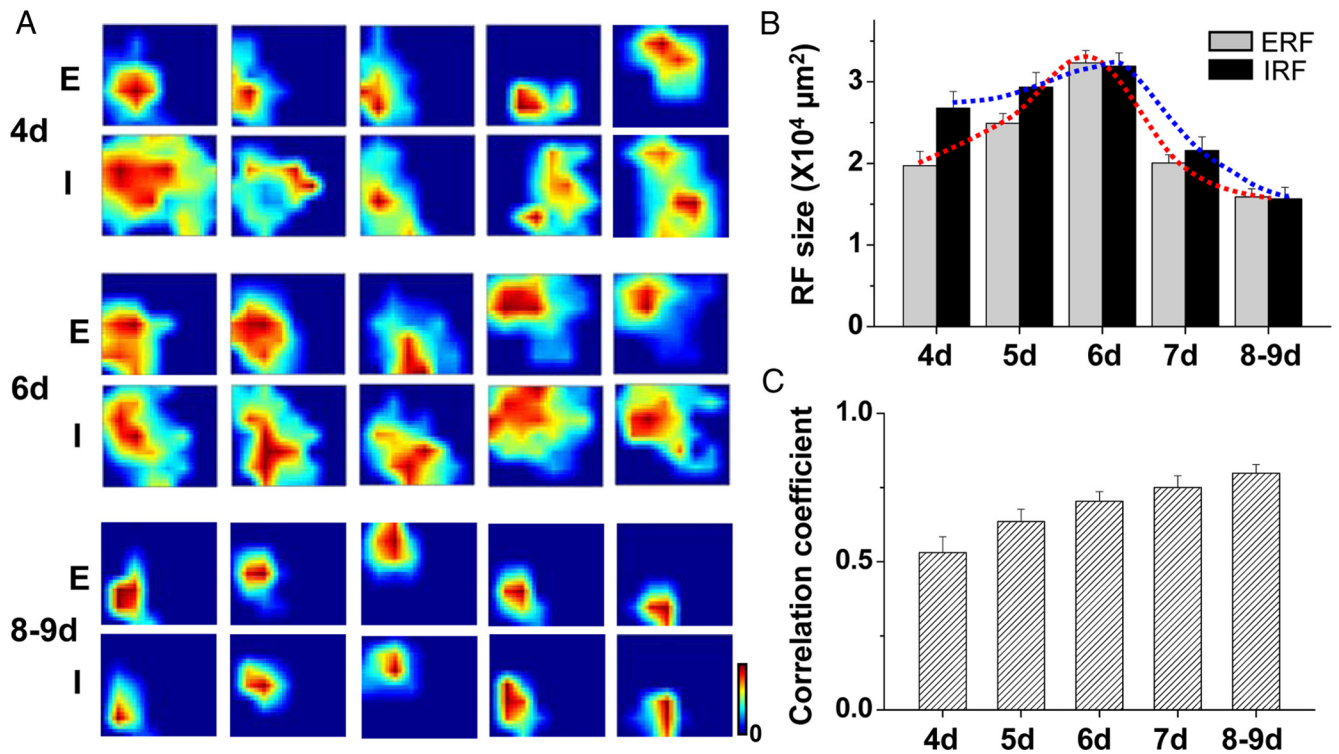 A
E
4d
I
E
6d
I
E
8-9d
I
0
B
ERF
IRF
RF size (X10⁴ μm²)
3
2
1
0
4d 5d 6d 7d 8-9d
C
Correlation coefficient
1.0
0.5
0.0
4d 5d 6d 7d 8-9d